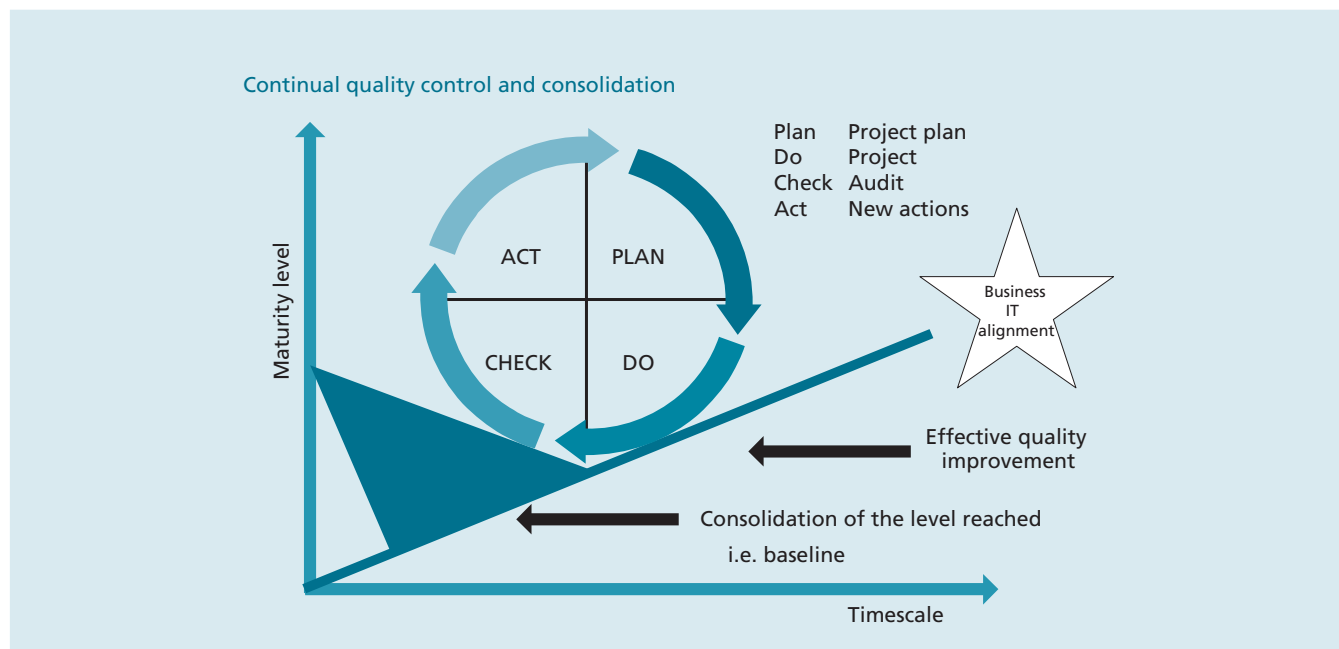 Continual quality control and consolidation
Plan Project plan
Do Project
Check Audit
Act New actions
Maturity level
ACT
PLAN
CHECK
DO
Business
IT
alignment
Effective quality
improvement
Consolidation of the level reached
i.e. baseline
Timescale